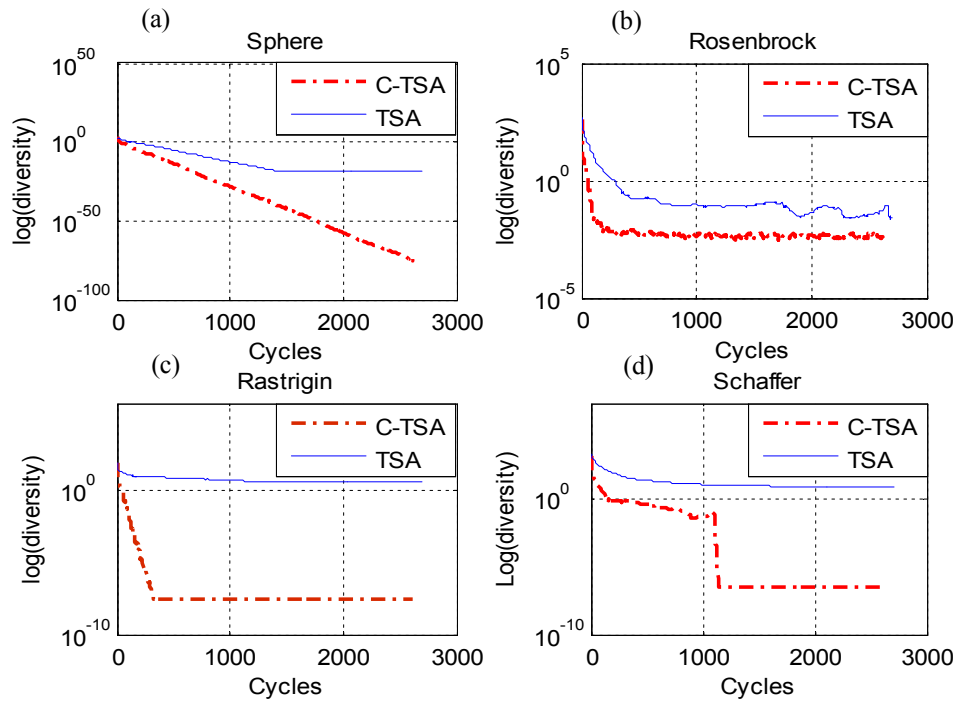 (a)
Sphere
10^50
10^0
10^-50
10^-100
log(diversity)
C-TSA
TSA
0 1000 2000 3000
Cycles
(b)
Rosenbrock
10^5
10^0
10^-5
log(diversity)
C-TSA
TSA
0 1000 2000 3000
Cycles
(c)
Rastrigin
10^0
10^-10
log(diversity)
C-TSA
TSA
0 1000 2000 3000
Cycles
(d)
Schaffer
10^0
10^-10
Log(diversity)
C-TSA
TSA
0 1000 2000 3000
Cycles